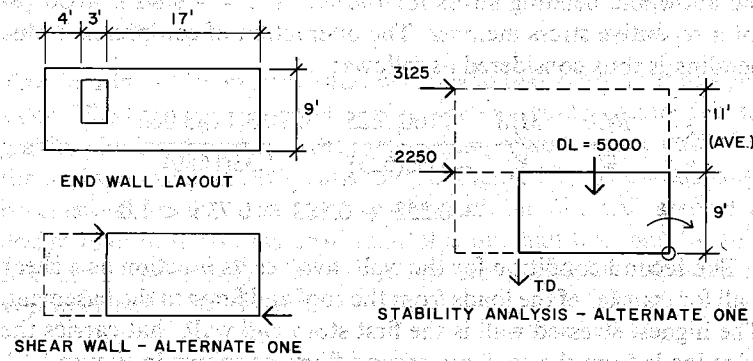 4' 3' 17'
9'
END WALL LAYOUT
SHEAR WALL - ALTERNATE ONE
3125
11'
(AVE.)
2250
DL = 5000
9'
TD
STABILITY ANALYSIS - ALTERNATE ONE